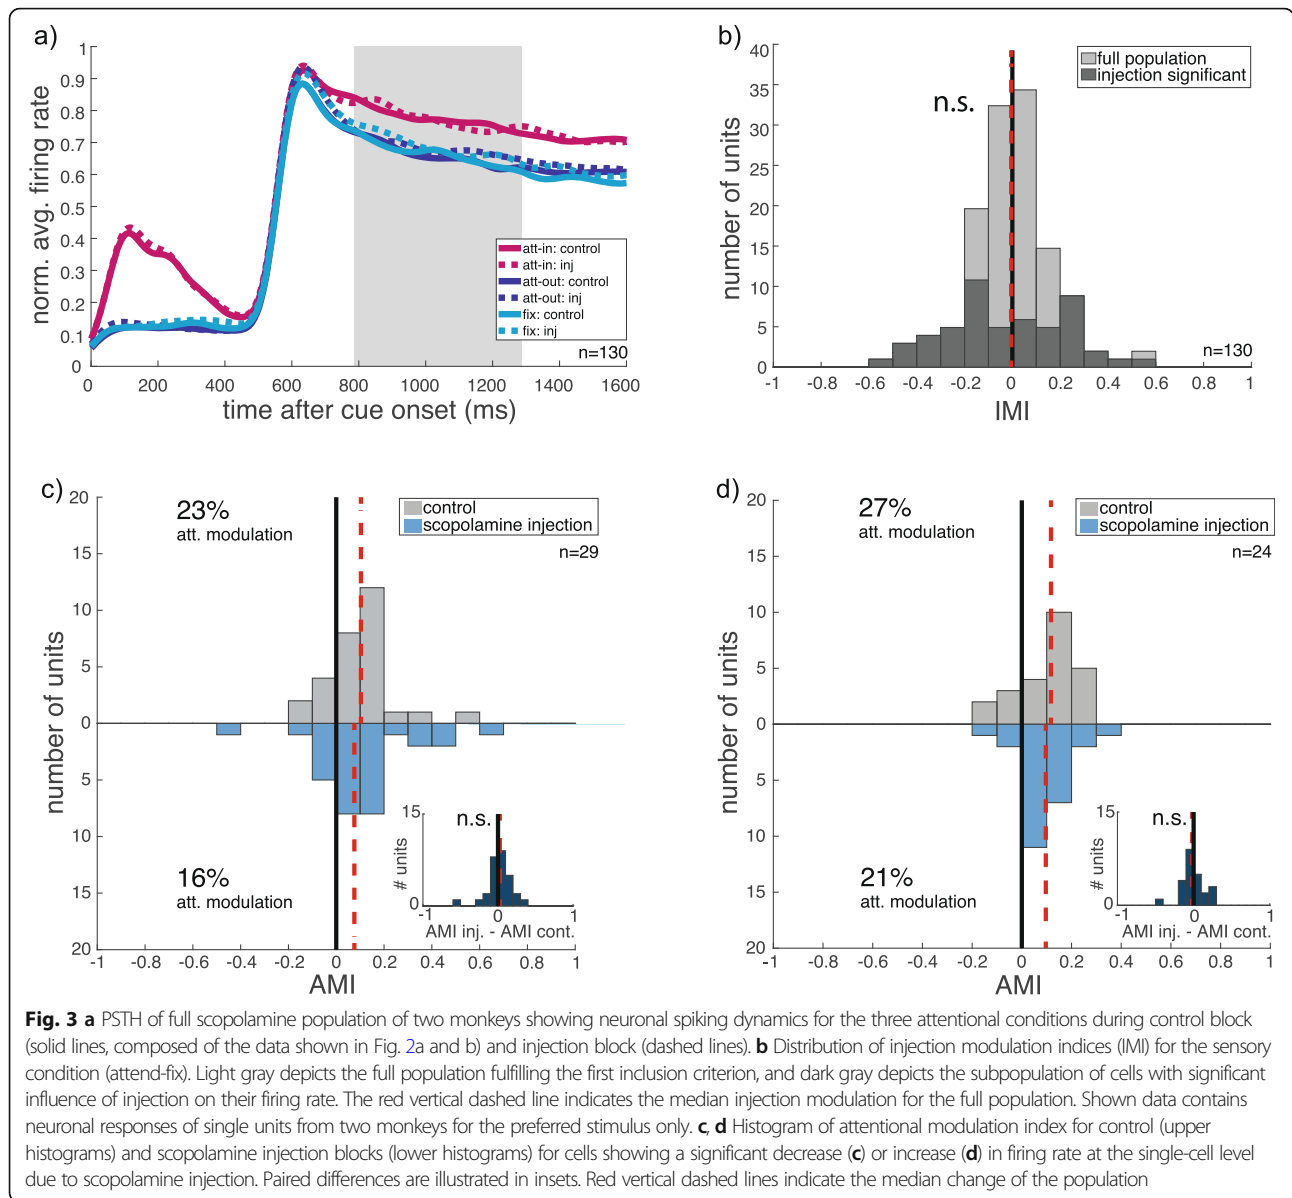 a)
1
0.9
0.8
0.7
0.6
0.5
0.4
0.3
0.2
0.1
0
norm. avg. firing rate
att-in: control
att-in: inj
att-out: control
att-out: inj
fix: control
fix: inj
n=130
0 200 400 600 800 1000 1200 1400 1600
time after cue onset (ms)
b)
40
35
30
25
20
15
10
5
0
number of units
full population
injection significant
n.s.
n=130
-1 -0.8 -0.6 -0.4 -0.2 0 0.2 0.4 0.6 0.8 1
IMI
c)
20
15
10
5
0
5
10
15
20
number of units
23%
att. modulation
control
scopolamine injection
n=29
16%
att. modulation
15
0
# units
n.s.
-1 0 1
AMI inj. - AMI cont.
-1 -0.8 -0.6 -0.4 -0.2 0 0.2 0.4 0.6 0.8 1
AMI
d)
20
15
10
5
0
5
10
15
20
number of units
27%
att. modulation
control
scopolamine injection
n=24
21%
att. modulation
15
0
# units
n.s.
-1 0 1
AMI inj. - AMI cont.
-1 -0.8 -0.6 -0.4 -0.2 0 0.2 0.4 0.6 0.8 1
AMI
Fig. 3 a PSTH of full scopolamine population of two monkeys showing neuronal spiking dynamics for the three attentional conditions during control block
(solid lines, composed of the data shown in Fig. 2a and b) and injection block (dashed lines). b Distribution of injection modulation indices (IMI) for the sensory
condition (attend-fix). Light gray depicts the full population fulfilling the first inclusion criterion, and dark gray depicts the subpopulation of cells with significant
influence of injection on their firing rate. The red vertical dashed line indicates the median injection modulation for the full population. Shown data contains
neuronal responses of single units from two monkeys for the preferred stimulus only. c, d Histogram of attentional modulation index for control (upper
histograms) and scopolamine injection blocks (lower histograms) for cells showing a significant decrease (c) or increase (d) in firing rate at the single-cell level
due to scopolamine injection. Paired differences are illustrated in insets. Red vertical dashed lines indicate the median change of the population